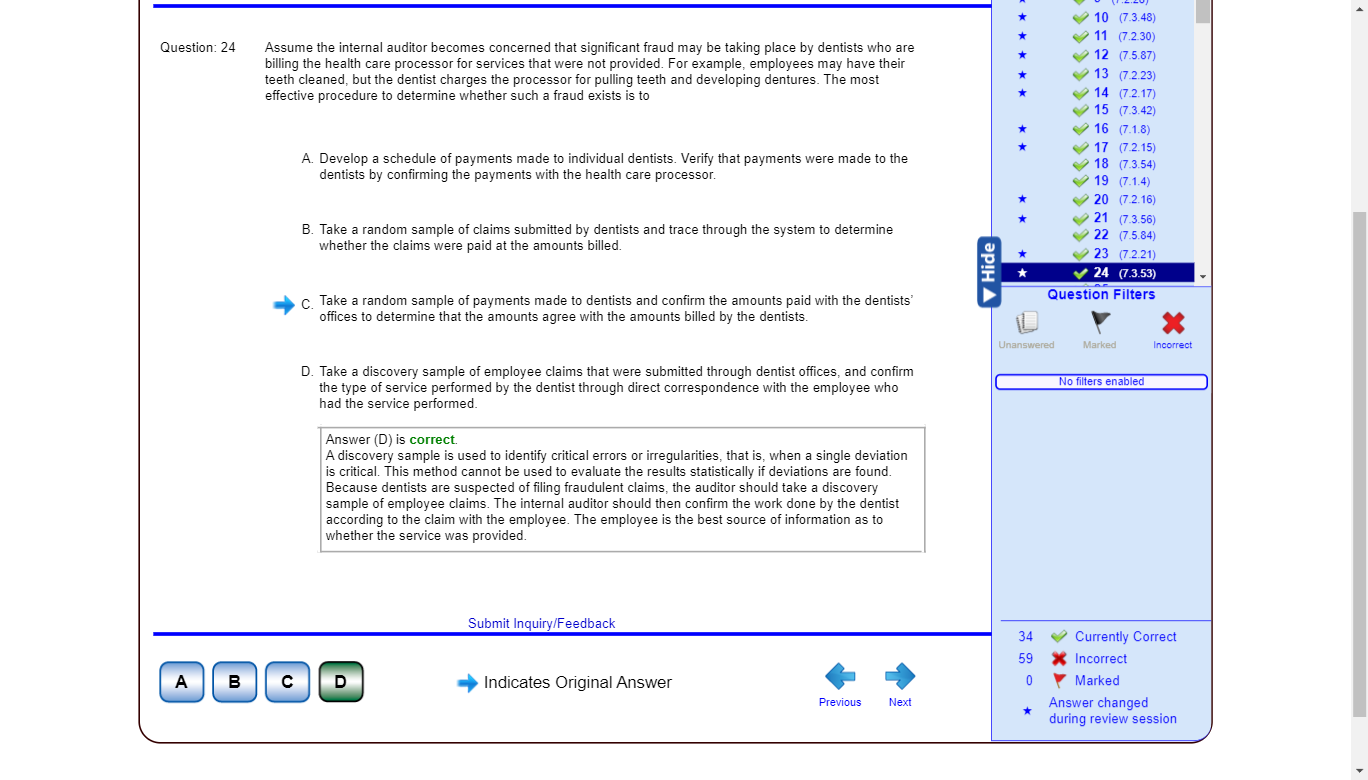 Question: 24
Assume the internal auditor becomes concerned that significant fraud may be taking place by dentists who are
billing the health care processor for services that were not provided. For example, employees may have their
teeth cleaned, but the dentist charges the processor for pulling teeth and developing dentures. The most
effective procedure to determine whether such a fraud exists is to
A. Develop a schedule of payments made to individual dentists. Verify that payments were made to the
dentists by confirming the payments with the health care processor.
B. Take a random sample of claims submitted by dentists and trace through the system to determine
whether the claims were paid at the amounts billed.
C. Take a random sample of payments made to dentists and confirm the amounts paid with the dentists'
offices to determine that the amounts agree with the amounts billed by the dentists.
D. Take a discovery sample of employee claims that were submitted through dentist offices, and confirm
the type of service performed by the dentist through direct correspondence with the employee who
had the service performed.
Answer (D) is correct.
A discovery sample is used to identify critical errors or irregularities, that is, when a single deviation
is critical. This method cannot be used to evaluate the results statistically if deviations are found.
Because dentists are suspected of filing fraudulent claims, the auditor should take a discovery
sample of employee claims. The internal auditor should then confirm the work done by the dentist
according to the claim with the employee. The employee is the best source of information as to
whether the service was provided.
Submit Inquiry/Feedback
A B C D
Indicates Original Answer
Previous
Next
10 (7.3.48)
11 (7.2.30)
12 (7.5.87)
13 (7.2.23)
14 (7.2.17)
15 (7.3.42)
16 (7.1.8)
17 (7.2.15)
18 (7.3.54)
19 (7.1.4)
20 (7.2.16)
21 (7.3.56)
22 (7.5.84)
23 (7.2.21)
24 (7.3.53)
Hide
Question Filters
Unanswered
Marked
Incorrect
No filters enabled
34 Currently Correct
59 Incorrect
0 Marked
Answer changed
during review session